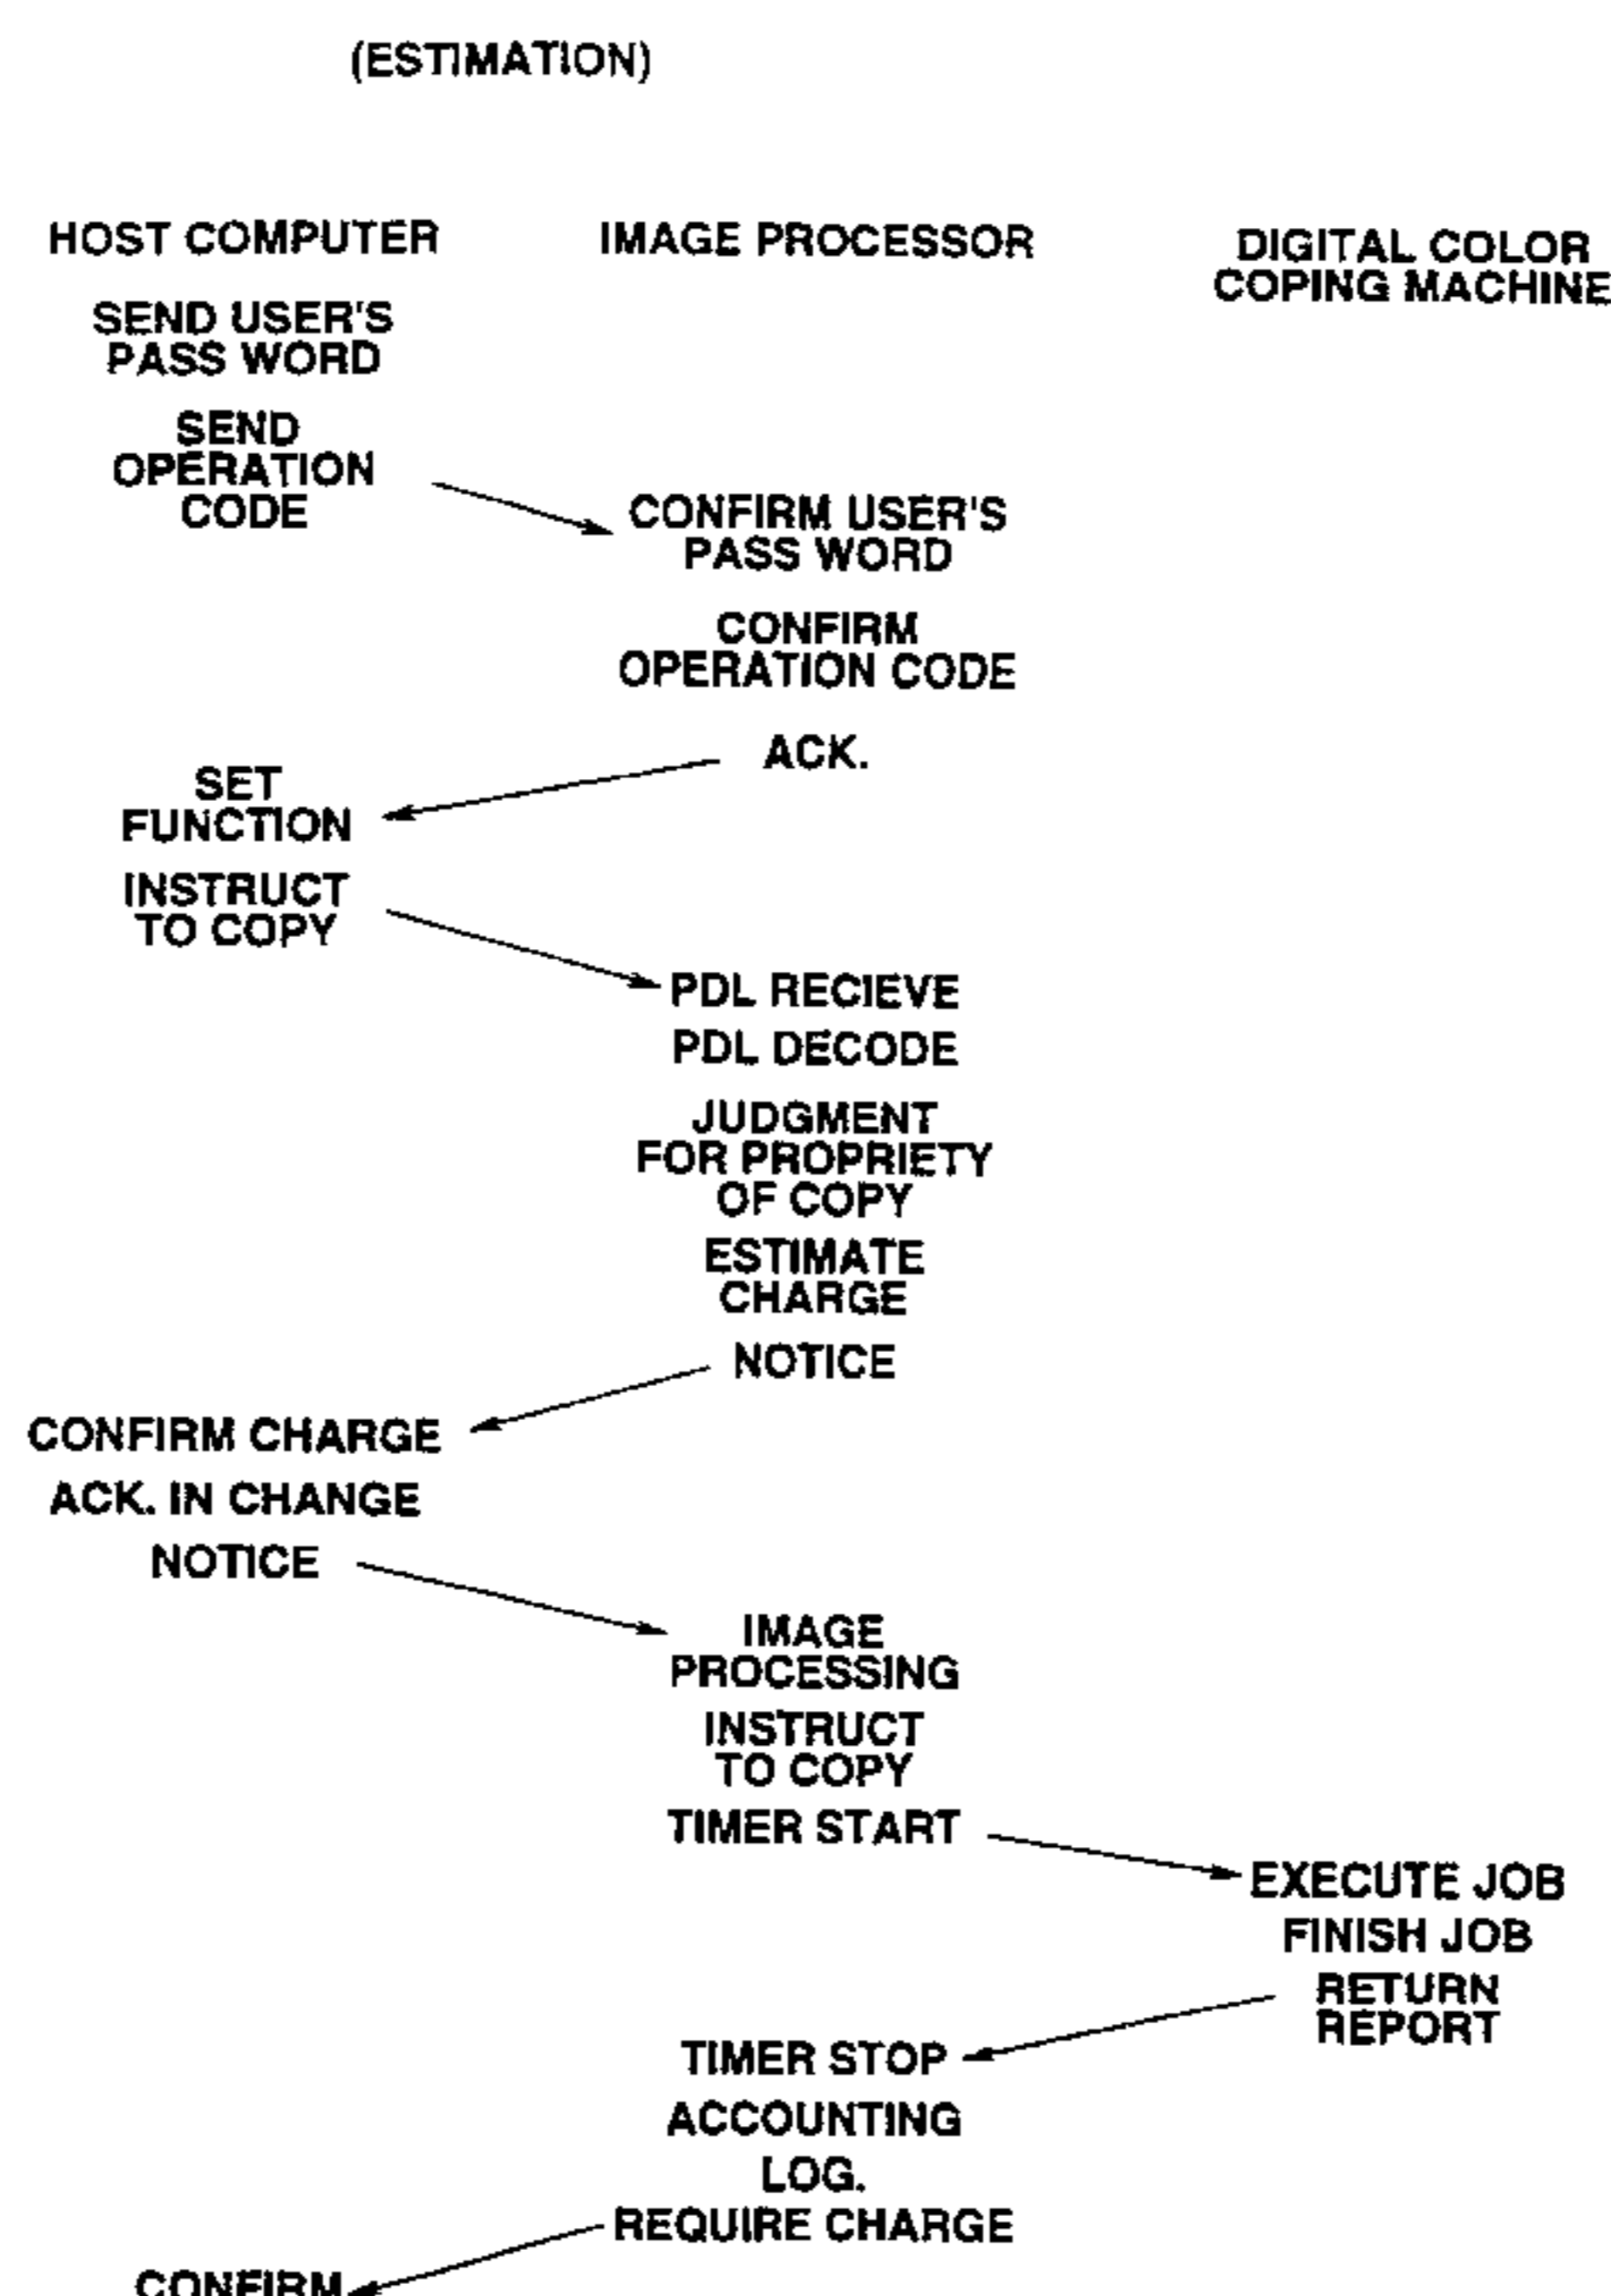 (ESTIMATION)
HOST COMPUTER
IMAGE PROCESSOR
DIGITAL COLOR
COPING MACHINE
SEND USER'S
PASS WORD
SEND
OPERATION
CODE
CONFIRM USER'S
PASS WORD
CONFIRM
OPERATION CODE
ACK.
SET
FUNCTION
INSTRUCT
TO COPY
PDL RECIEVE
PDL DECODE
JUDGMENT
FOR PROPRIETY
OF COPY
ESTIMATE
CHARGE
NOTICE
CONFIRM CHARGE
ACK. IN CHANGE
NOTICE
IMAGE
PROCESSING
INSTRUCT
TO COPY
TIMER START
EXECUTE JOB
FINISH JOB
RETURN
REPORT
TIMER STOP
ACCOUNTING
LOG.
REQUIRE CHARGE
CONFIRM